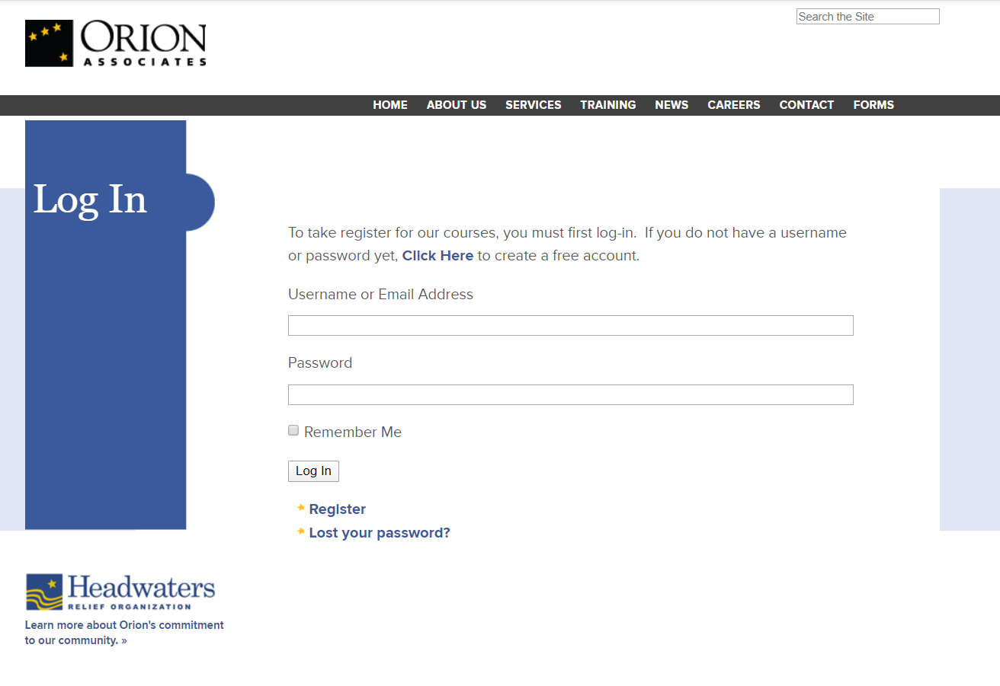 ORION
ASSOCIATES
Search the Site
HOME ABOUT US SERVICES TRAINING NEWS CAREERS CONTACT FORMS
Log In
To take register for our courses, you must first log-in.  If you do not have a username
or password yet, Click Here to create a free account.
Username or Email Address
Password
Remember Me
Log In
Register
Lost your password?
Headwaters
RELIEF ORGANIZATION
Learn more about Orion's commitment
to our community. »